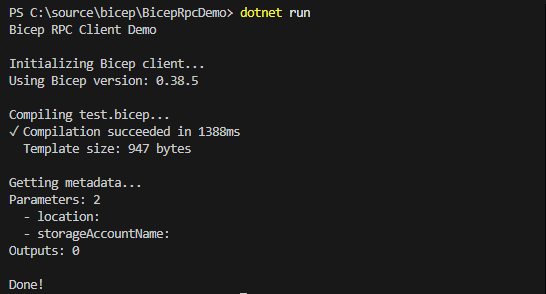 PS C:\source\bicep\BicepRpcDemo> dotnet run
Bicep RPC Client Demo
Initializing Bicep client...
Using Bicep version: 0.38.5
Compiling test.bicep...
✓ Compilation succeeded in 1388ms
Template size: 947 bytes
Getting metadata...
Parameters: 2
- location:
- storageAccountName:
Outputs: 0
Done!